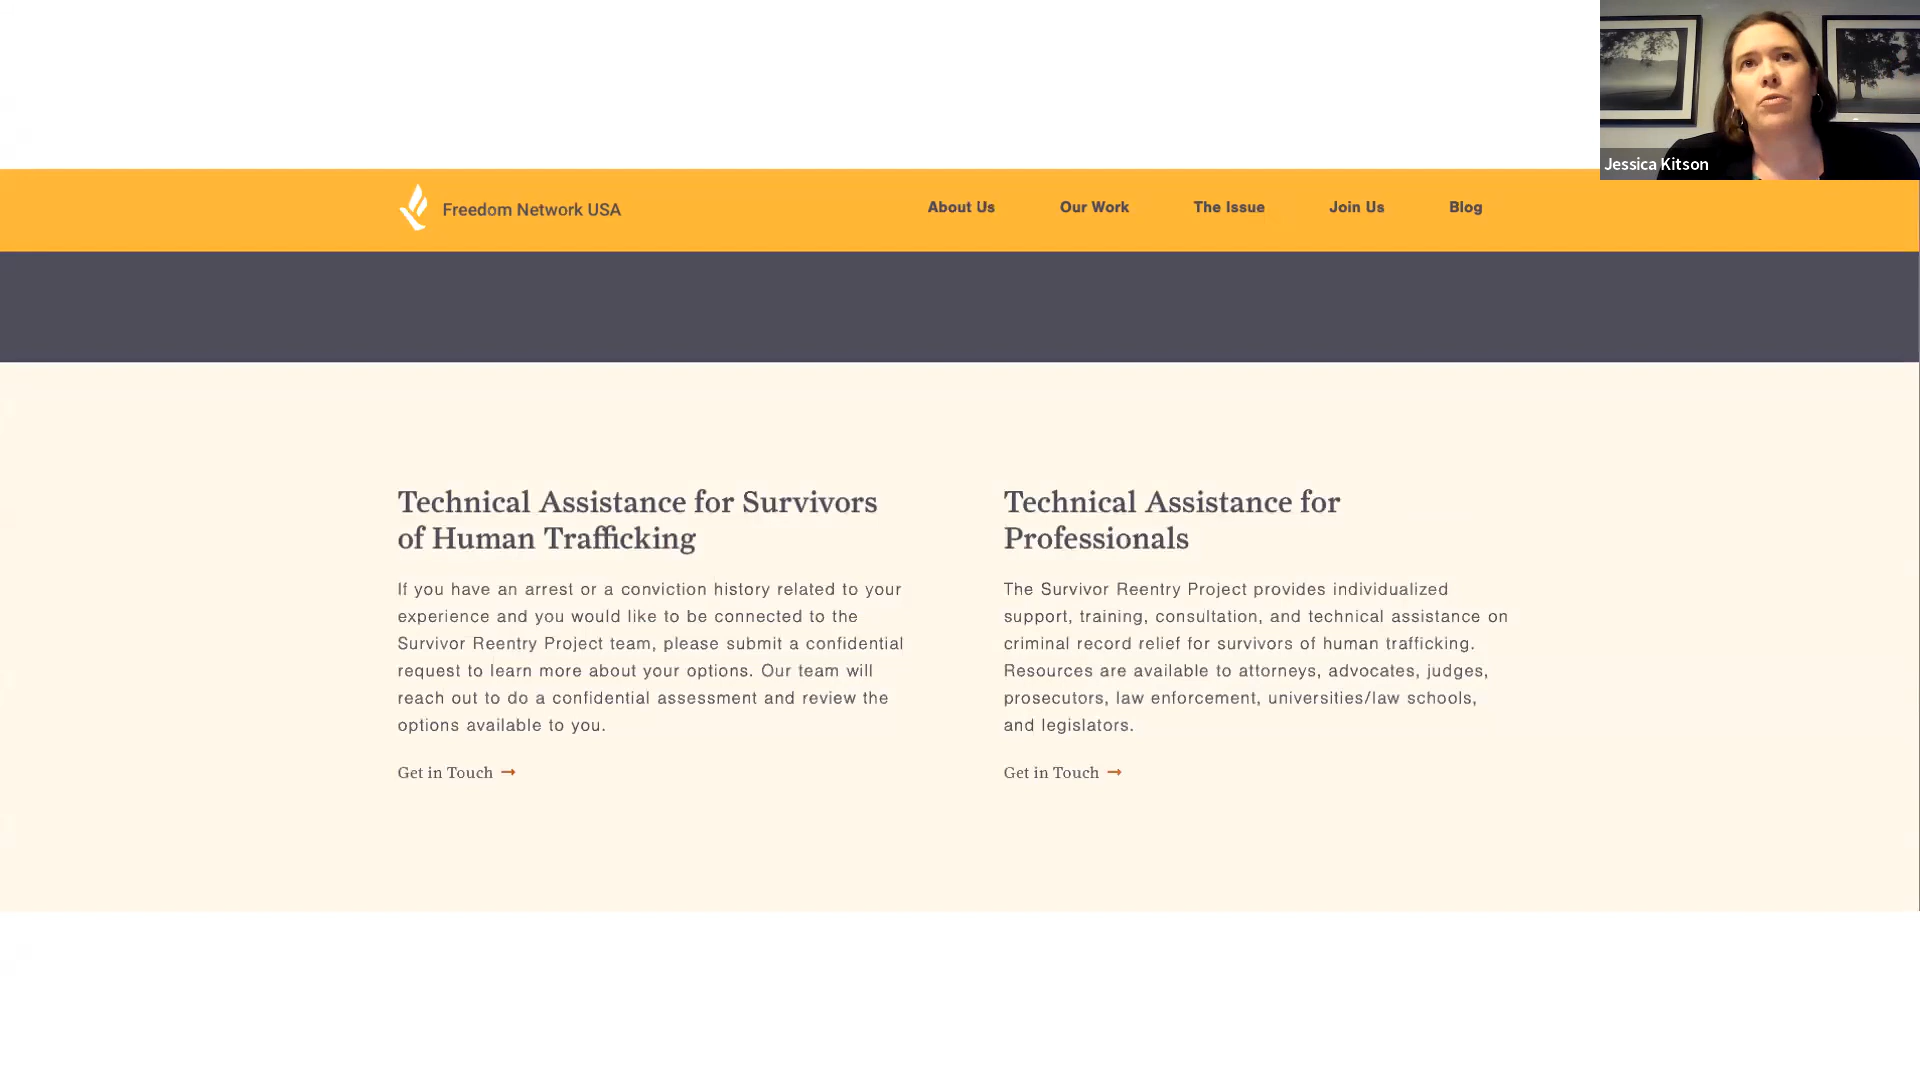 Jessica Kitson
Freedom Network USA
About Us
Our Work
The Issue
Join Us
Blog
Technical Assistance for Survivors
of Human Trafficking
If you have an arrest or a conviction history related to your
experience and you would like to be connected to the
Survivor Reentry Project team, please submit a confidential
request to learn more about your options. Our team will
reach out to do a confidential assessment and review the
options available to you.
Get in Touch →
Technical Assistance for
Professionals
The Survivor Reentry Project provides individualized
support, training, consultation, and technical assistance on
criminal record relief for survivors of human trafficking.
Resources are available to attorneys, advocates, judges,
prosecutors, law enforcement, universities/law schools,
and legislators.
Get in Touch →